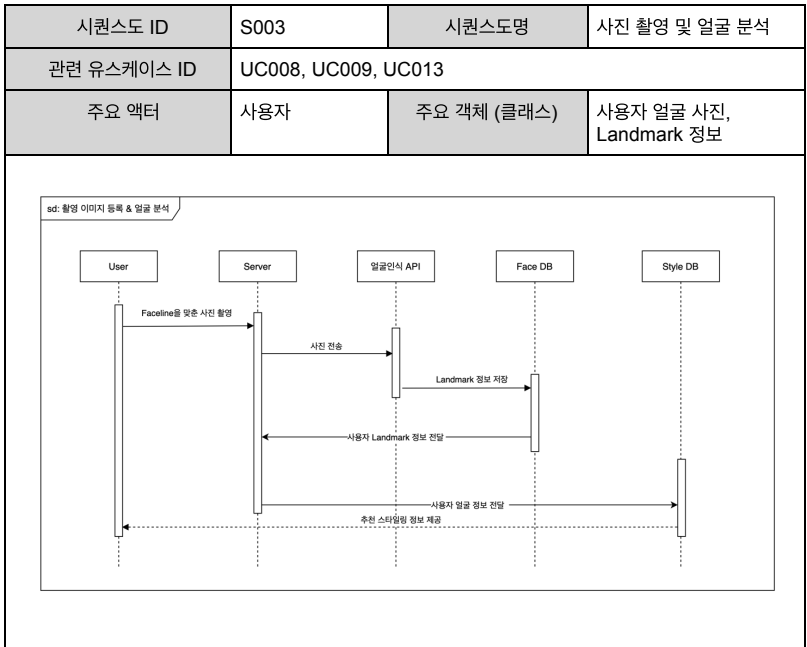 시퀀스도 ID S003 시퀀스도명 사진 촬영 및 얼굴 분석
관련 유스케이스 ID UC008, UC009, UC013
주요 액터 사용자 주요 객체 (클래스) 사용자 얼굴 사진,
Landmark 정보
sd: 촬영 이미지 등록 & 얼굴 분석
User Server 얼굴인식 API Face DB Style DB
Faceline을 맞춘 사진 촬영
사진 전송
Landmark 정보 저장
사용자 Landmark 정보 전달
사용자 얼굴 정보 전달
추천 스타일링 정보 제공